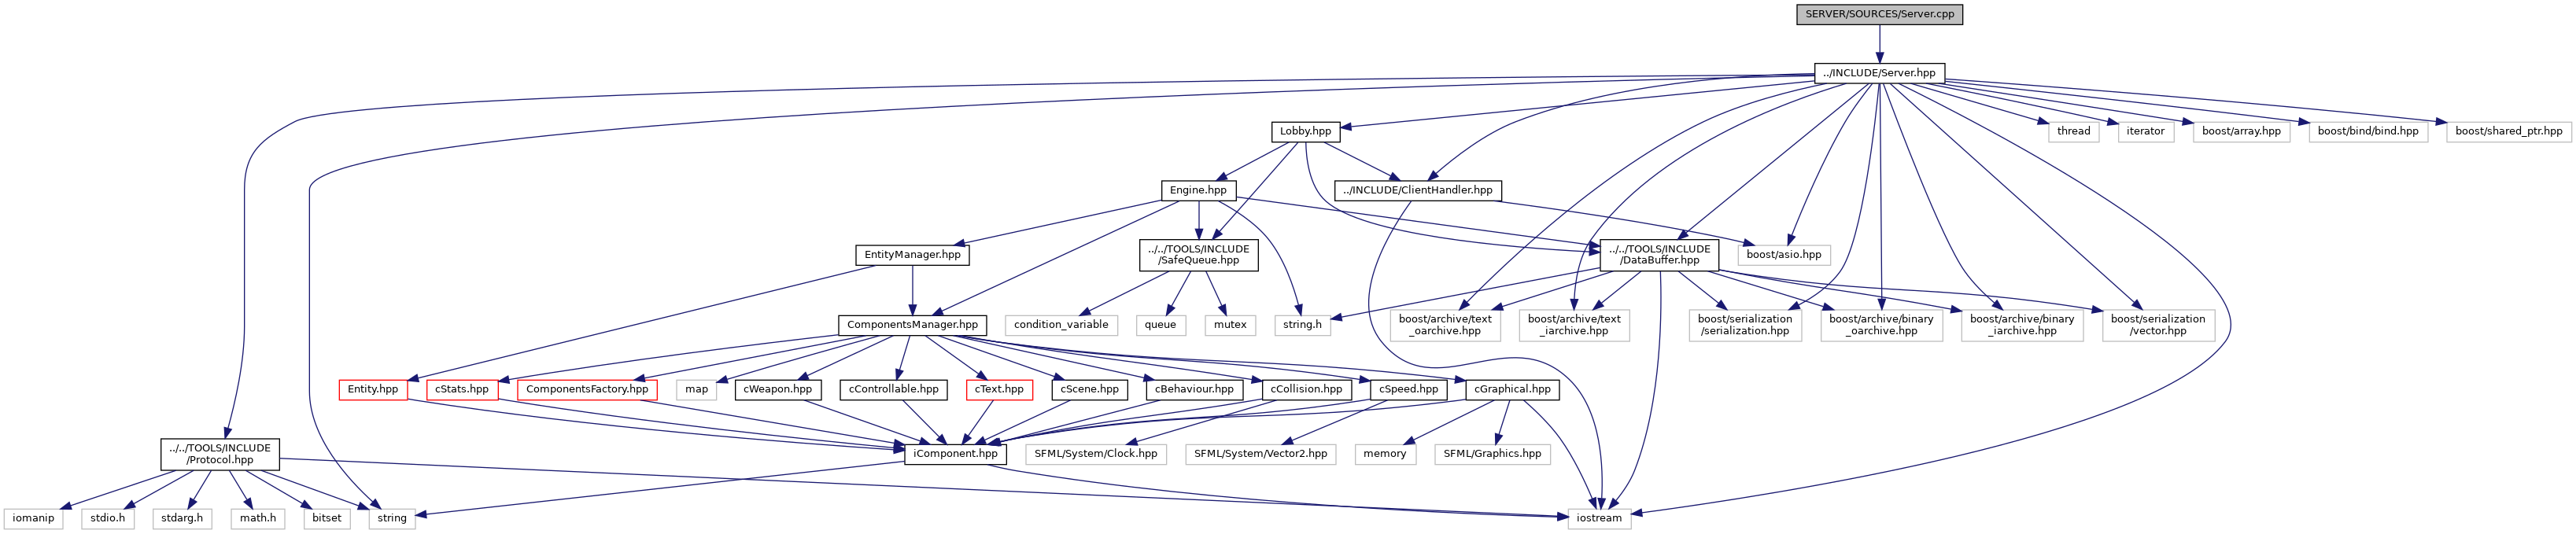 SERVER/SOURCES/Server.cpp
../INCLUDE/Server.hpp
Lobby.hpp
thread
iterator
boost/array.hpp
boost/bind/bind.hpp
boost/shared_ptr.hpp
Engine.hpp
../INCLUDE/ClientHandler.hpp
EntityManager.hpp
../../TOOLS/INCLUDE
/SafeQueue.hpp
../../TOOLS/INCLUDE
/DataBuffer.hpp
boost/asio.hpp
ComponentsManager.hpp
condition_variable
queue
mutex
string.h
boost/archive/text
_oarchive.hpp
boost/archive/text
_iarchive.hpp
boost/serialization
/serialization.hpp
boost/archive/binary
_oarchive.hpp
boost/archive/binary
_iarchive.hpp
boost/serialization
/vector.hpp
Entity.hpp
cStats.hpp
ComponentsFactory.hpp
map
cWeapon.hpp
cControllable.hpp
cText.hpp
cScene.hpp
cBehaviour.hpp
cCollision.hpp
cSpeed.hpp
cGraphical.hpp
../../TOOLS/INCLUDE
/Protocol.hpp
iComponent.hpp
SFML/System/Clock.hpp
SFML/System/Vector2.hpp
memory
SFML/Graphics.hpp
iomanip
stdio.h
stdarg.h
math.h
bitset
string
iostream